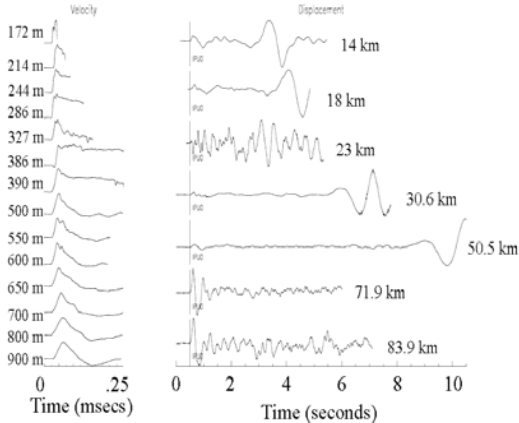 Velocity
Displacement
172 m
214 m
244 m
286 m
327 m
386 m
390 m
500 m
550 m
600 m
650 m
700 m
800 m
900 m
0 25
Time (msecs)
14 km
18 km
23 km
30.6 km
50.5 km
71.9 km
83.9 km
0 2 4 6 8 10
Time (seconds)